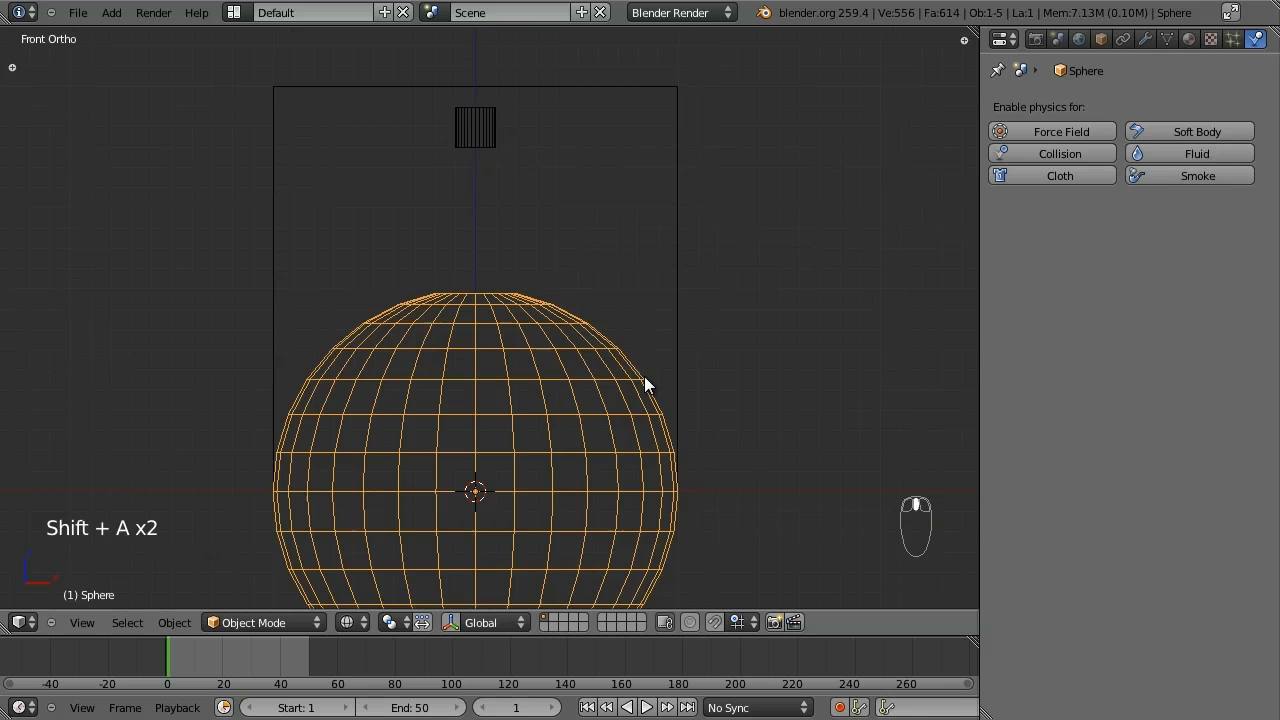 File Add Render Help Default Scene Blender Render blender.org 259.4 | Ve:556 | Fa:614 | Ob:1-5 | La:1 | Mem:7.13M (0.10M) | Sphere
Front Ortho
Sphere
Enable physics for:
Force Field Soft Body
Collision Fluid
Cloth Smoke
Shift + A x2
(1) Sphere
View Select Object Object Mode Global
-40 -20 0 20 40 60 80 100 120 140 160 180 200 220 240 260
View Frame Playback Start: 1 End: 50 1 No Sync